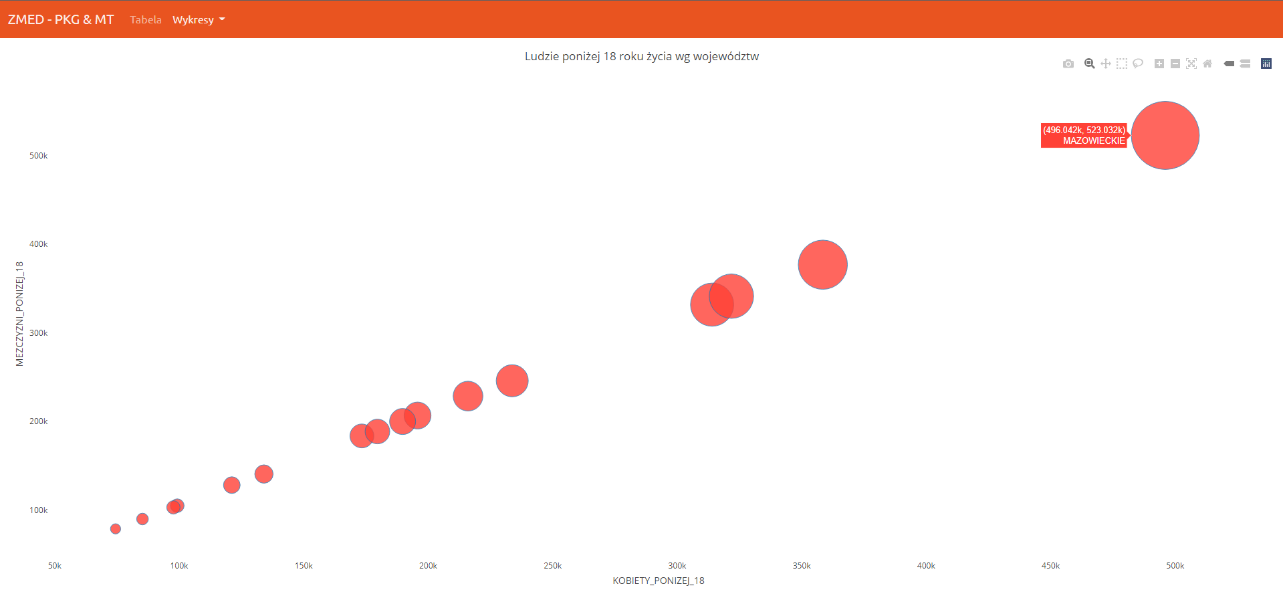 ZMED - PKG & MT Tabela Wykresy
Ludzie poniżej 18 roku życia wg województw
(496.042k, 523.032k)
MAZOWIECKIE
500k
400k
300k
200k
100k
MEZCZYZNI_PONIZEJ_18
50k 100k 150k 200k 250k 300k 350k 400k 450k 500k
KOBIETY_PONIZEJ_18